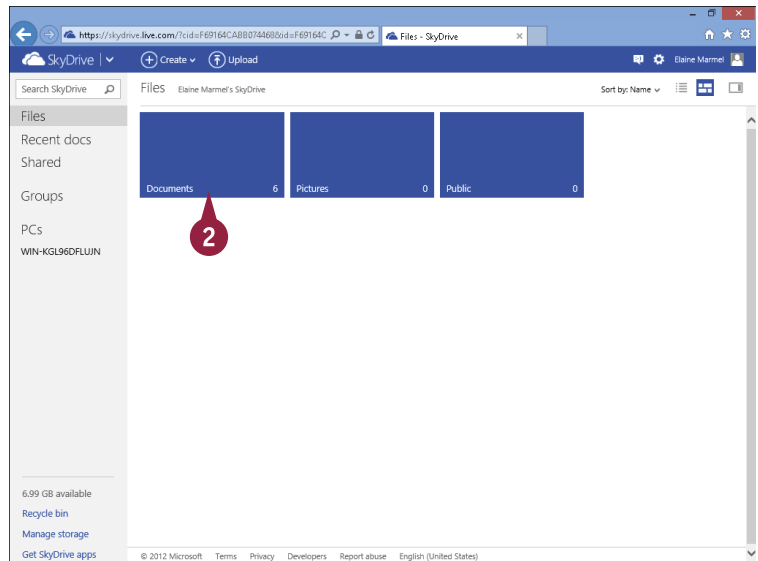 https://skydrive.live.com/?cid=F69164CABB074468&id=F69164C
Files - SkyDrive
SkyDrive
Create
Upload
Elaine Marmel
Search SkyDrive
Files Elaine Marmel's SkyDrive
Sort by: Name
Files
Recent docs
Shared
Groups
PCs
WIN-KGL96DFLUJN
Documents 6
Pictures 0
Public 0
2
6.99 GB available
Recycle bin
Manage storage
Get SkyDrive apps
© 2012 Microsoft Terms Privacy Developers Report abuse English (United States)